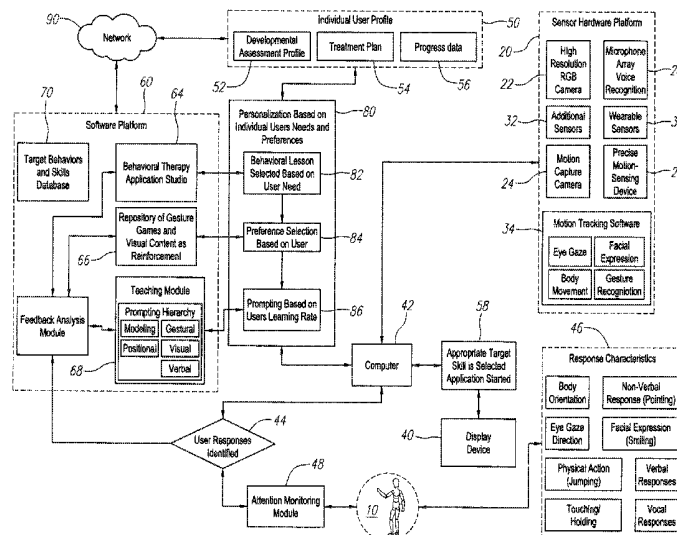 90
Network
Individual User Profile
50
Developmental
Assessment Profile
Treatment Plan
Progress data
52
54
56
Sensor Hardware Platform
20
High
Resolution
RGB
Camera
22
Microphone
Array
Voice
Recognition
Additional
Sensors
32
Wearable
Sensors
Motion
Capture
Camera
24
Precise
Motion-
Sensing
Device
34
Motion Tracking Software
Eye Gaze
Facial
Expression
Body
Movement
Gesture
Recogniotion
60
Software Platform
70
64
Target Behaviors
and Skills
Database
Behavioral Therapy
Application Studio
66
Repository of Gesture
Games and
Visual Content as
Reinforcement
Feedback Analysis
Module
Teaching Module
Prompting Hierarchy
Modeling
Gestural
Positional
Visual
Verbal
68
80
Personalization Based on
Individual Users Needs and
Preferences
Behavioral Lesson
Selected Based on
User Need
82
Preference Selection
Based on User
84
Prompting Based on
Users Learning Rate
86
42
Computer
58
Appropriate Target
Skill is Selected
Application Started
40
Display
Device
44
User Responses
Identified
48
Attention Monitoring
Module
10
46
Response Characteristics
Body
Orientation
Non-Verbal
Response (Pointing)
Eye Gaze
Direction
Facial Expression
(Smiling)
Physical Action
(Jumping)
Verbal
Responses
Touching/
Holding
Vocal
Responses